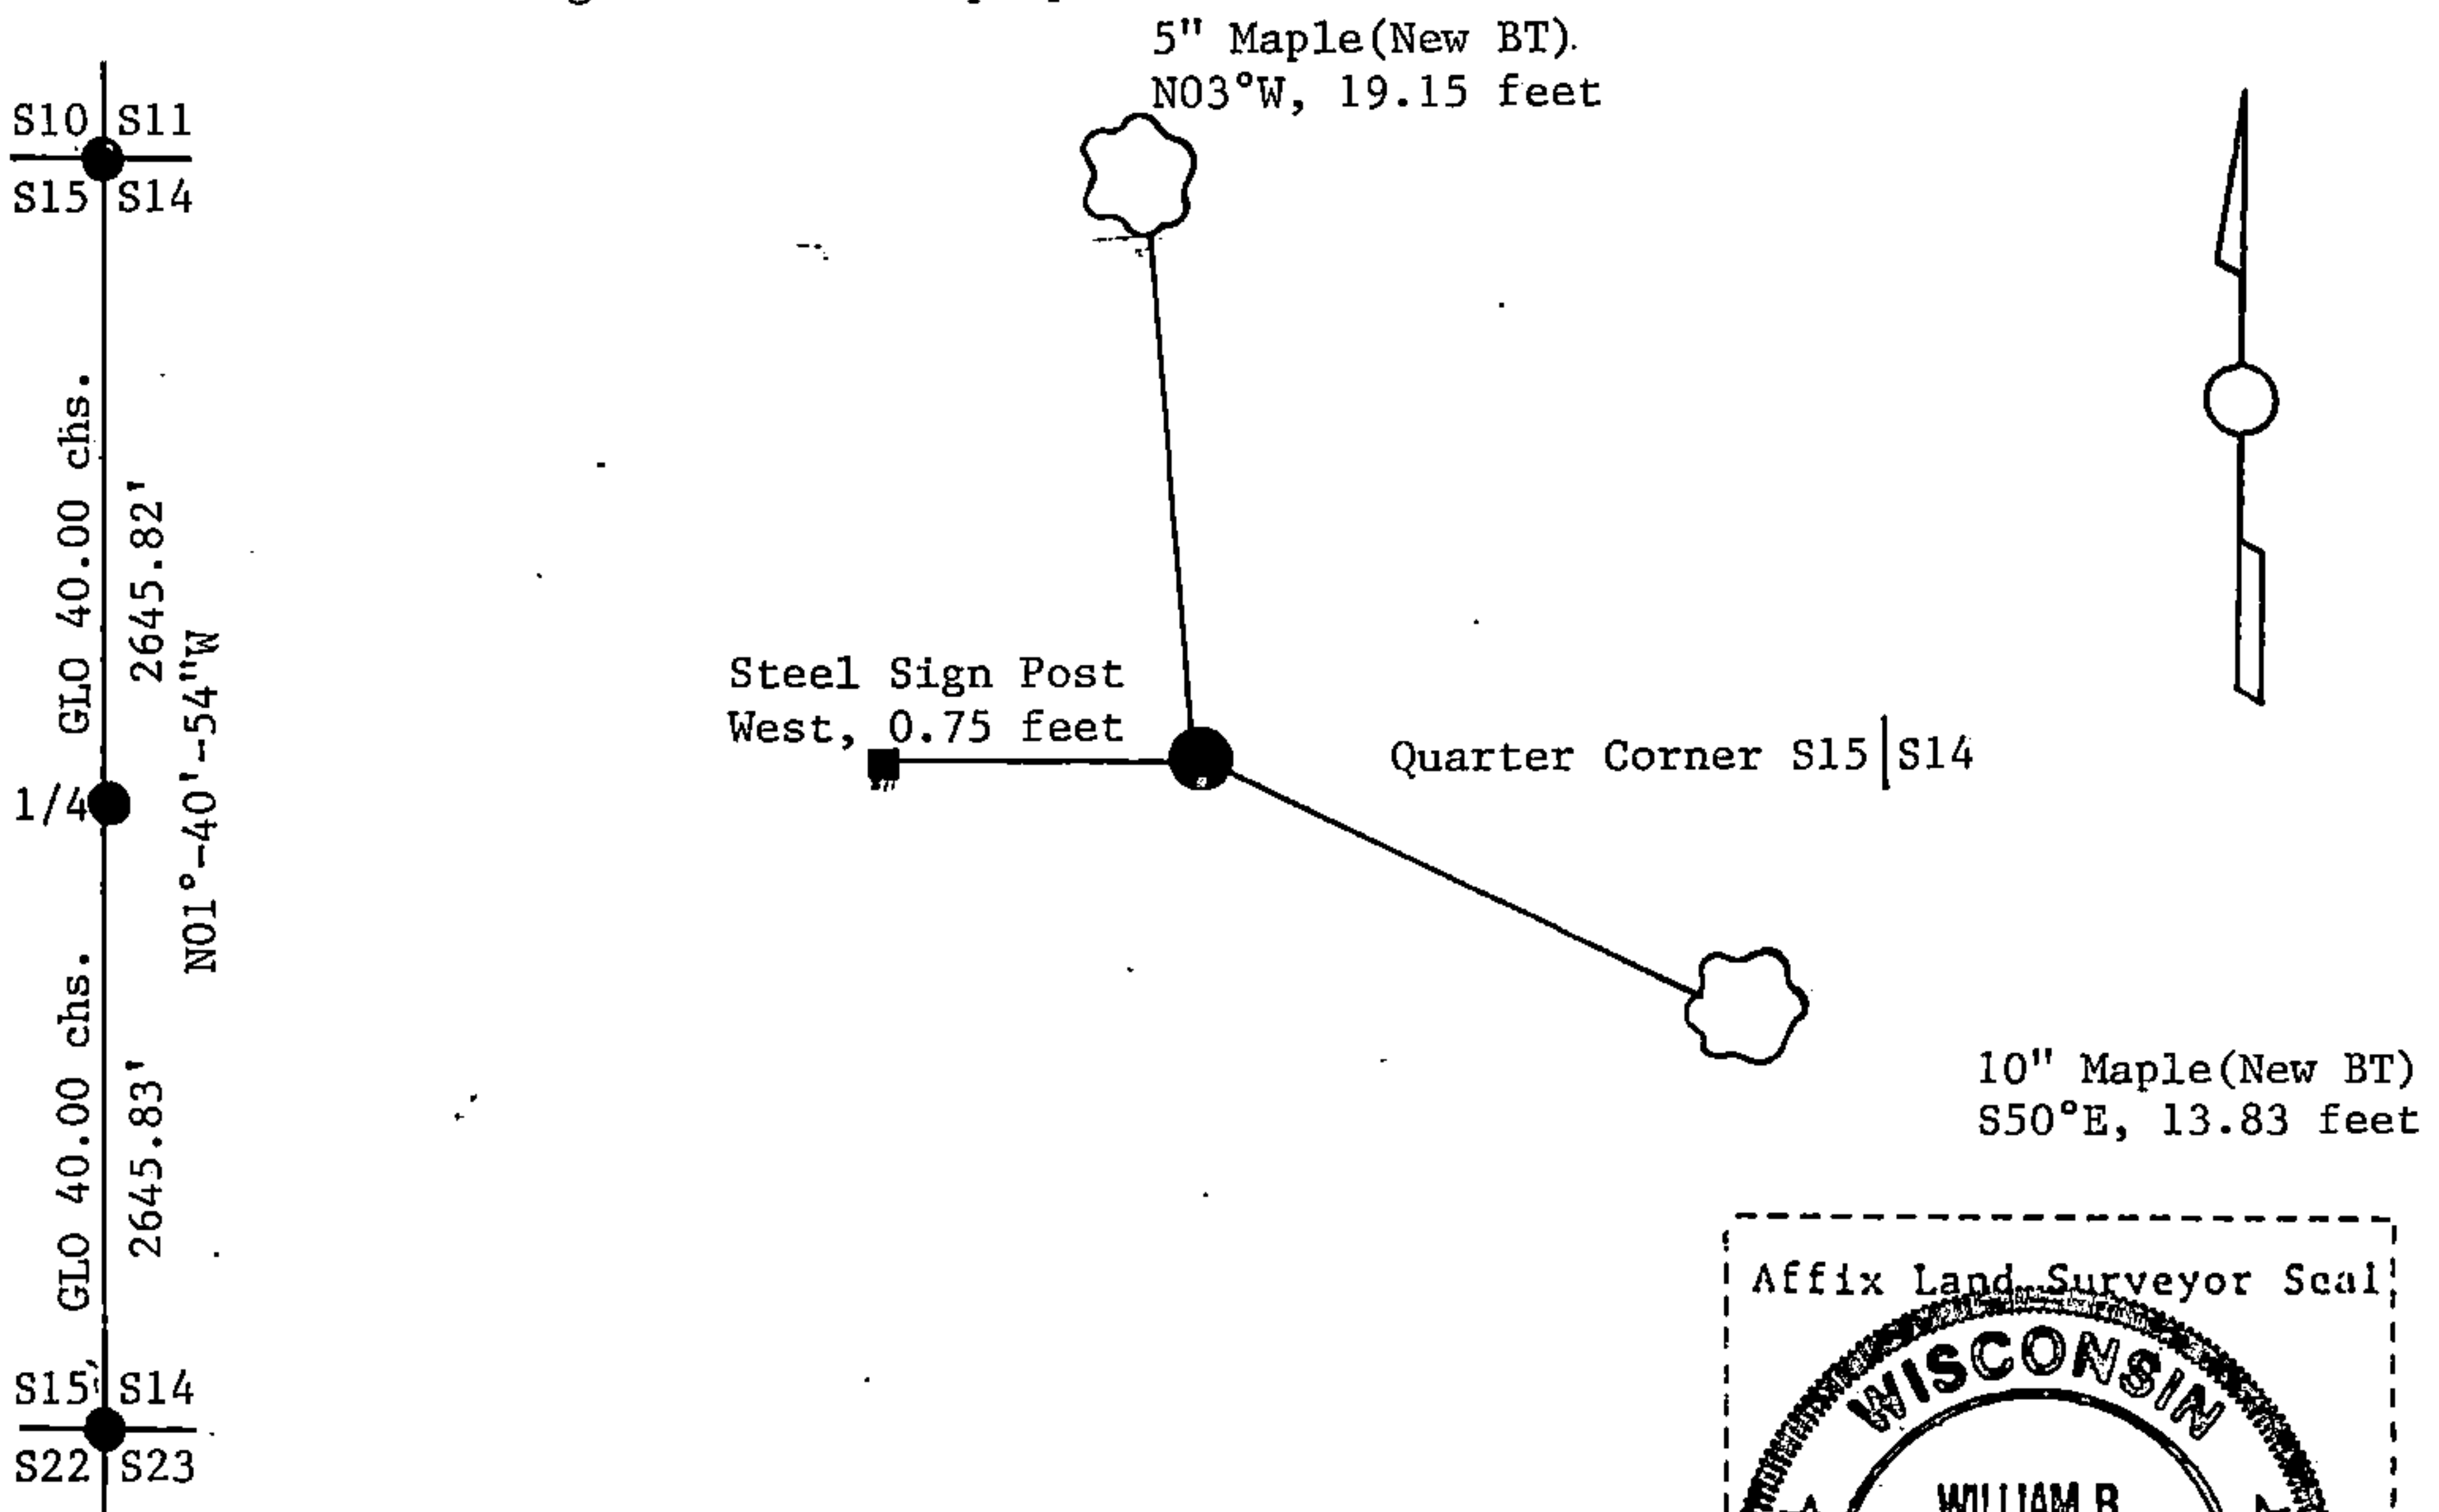 5" Maple(New BT).
N03°W, 19.15 feet
S10 S11
S15 S14
GLO 40.00 chs.
2645.82'
N01°-40'-54"W
Steel Sign Post
West, 0.75 feet
Quarter Corner S15|S14
1/4
GLO 40.00 chs.
2645.83'
10" Maple(New BT)
S50°E, 13.83 feet
Affix Land Surveyor Seal
WISCONSIN
WILLIAM B
S15 S14
S22 S23